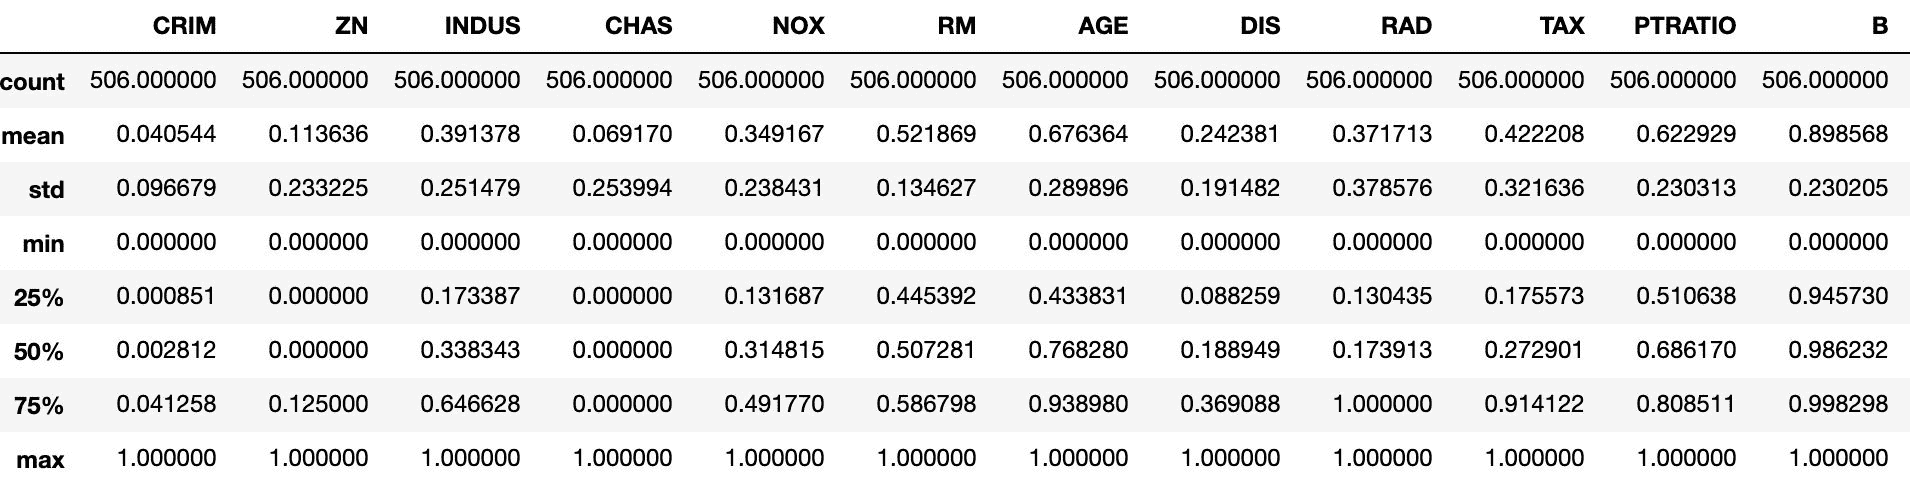 CRIM ZN INDUS CHAS NOX RM AGE DIS RAD TAX PTRATIO B
count 506.000000 506.000000 506.000000 506.000000 506.000000 506.000000 506.000000 506.000000 506.000000 506.000000 506.000000 506.000000
mean 0.040544 0.113636 0.391378 0.069170 0.349167 0.521869 0.676364 0.242381 0.371713 0.422208 0.622929 0.898568
std 0.096679 0.233225 0.251479 0.253994 0.238431 0.134627 0.289896 0.191482 0.378576 0.321636 0.230313 0.230205
min 0.000000 0.000000 0.000000 0.000000 0.000000 0.000000 0.000000 0.000000 0.000000 0.000000 0.000000 0.000000
25% 0.000851 0.000000 0.173387 0.000000 0.131687 0.445392 0.433831 0.088259 0.130435 0.175573 0.510638 0.945730
50% 0.002812 0.000000 0.338343 0.000000 0.314815 0.507281 0.768280 0.188949 0.173913 0.272901 0.686170 0.986232
75% 0.041258 0.125000 0.646628 0.000000 0.491770 0.586798 0.938980 0.369088 1.000000 0.914122 0.808511 0.998298
max 1.000000 1.000000 1.000000 1.000000 1.000000 1.000000 1.000000 1.000000 1.000000 1.000000 1.000000 1.000000